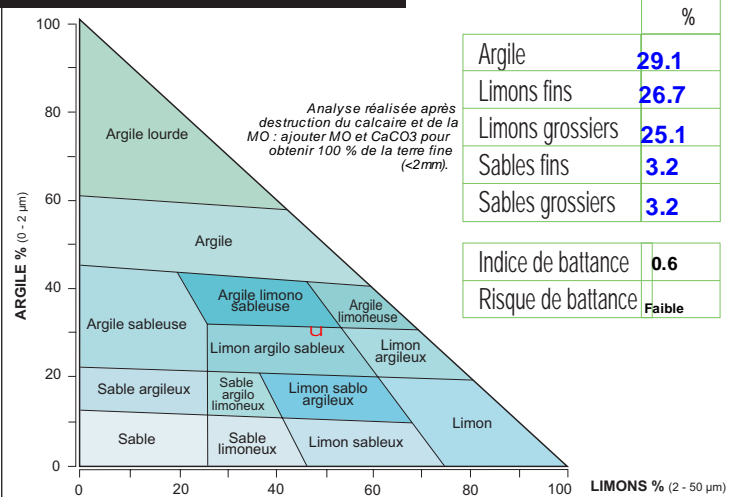 100
80
60
40
20
0
ARGILE % (0 - 2 µm)
Argile lourde
Argile
Argile limono
sableuse
Argile
limoneuse
Argile sableuse
u
Limon argilo sableux
Limon
argileux
Sable argileux
Sable
argilo
limoneux
Limon sablo
argileux
Sable
Sable
limoneux
Limon sableux
Limon
0
20
40
60
80
100
LIMONS % (2 - 50 µm)
Analyse réalisée après
destruction du calcaire et de la
MO : ajouter MO et CaCO3 pour
obtenir 100 % de la terre fine
(<2mm).
%
Argile 29.1
Limons fins 26.7
Limons grossiers 25.1
Sables fins 3.2
Sables grossiers 3.2
Indice de battance 0.6
Risque de battance Faible